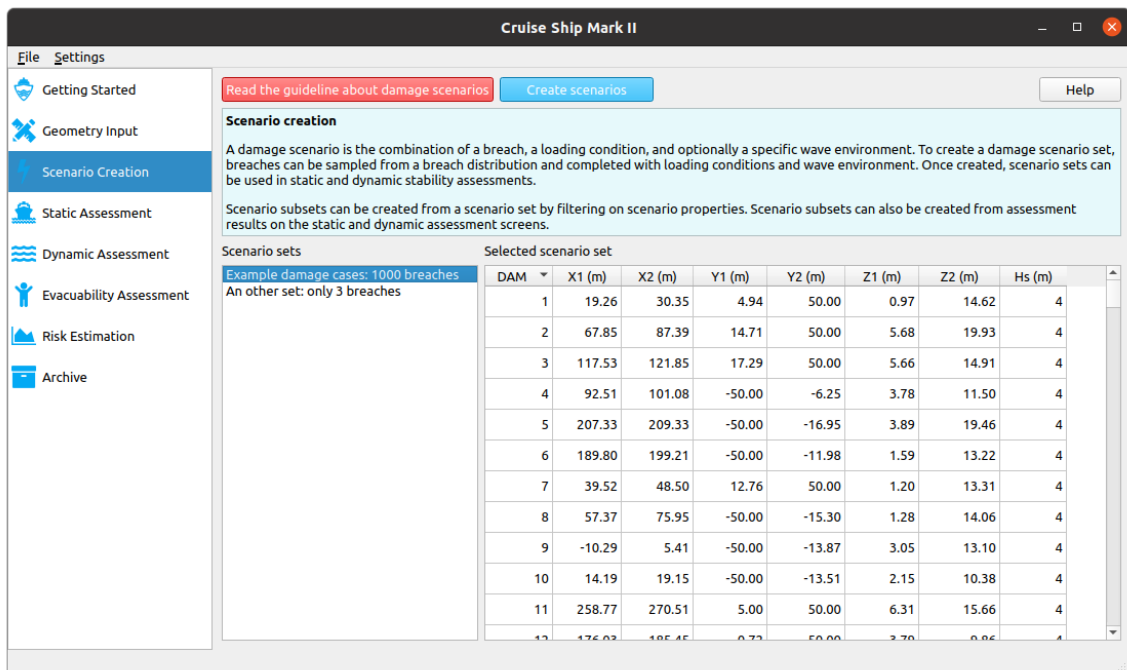 Cruise Ship Mark II
File Settings
Getting Started
Geometry Input
Scenario Creation
Static Assessment
Dynamic Assessment
Evacuability Assessment
Risk Estimation
Archive
Read the guideline about damage scenarios Create scenarios Help
Scenario creation
A damage scenario is the combination of a breach, a loading condition, and optionally a specific wave environment. To create a damage scenario set,
breaches can be sampled from a breach distribution and completed with loading conditions and wave environment. Once created, scenario sets can
be used in static and dynamic stability assessments.
Scenario subsets can be created from a scenario set by filtering on scenario properties. Scenario subsets can also be created from assessment
results on the static and dynamic assessment screens.
Scenario sets
Example damage cases: 1000 breaches
An other set: only 3 breaches
Selected scenario set
DAM X1 (m) X2 (m) Y1 (m) Y2 (m) Z1 (m) Z2 (m) Hs (m)
1 19.26 30.35 4.94 50.00 0.97 14.62 4
2 67.85 87.39 14.71 50.00 5.68 19.93 4
3 117.53 121.85 17.29 50.00 5.66 14.91 4
4 92.51 101.08 -50.00 -6.25 3.78 11.50 4
5 207.33 209.33 -50.00 -16.95 3.89 19.46 4
6 189.80 199.21 -50.00 -11.98 1.59 13.22 4
7 39.52 48.50 12.76 50.00 1.20 13.31 4
8 57.37 75.95 -50.00 -15.30 1.28 14.06 4
9 -10.29 5.41 -50.00 -13.87 3.05 13.10 4
10 14.19 19.15 -50.00 -13.51 2.15 10.38 4
11 258.77 270.51 5.00 50.00 6.31 15.66 4